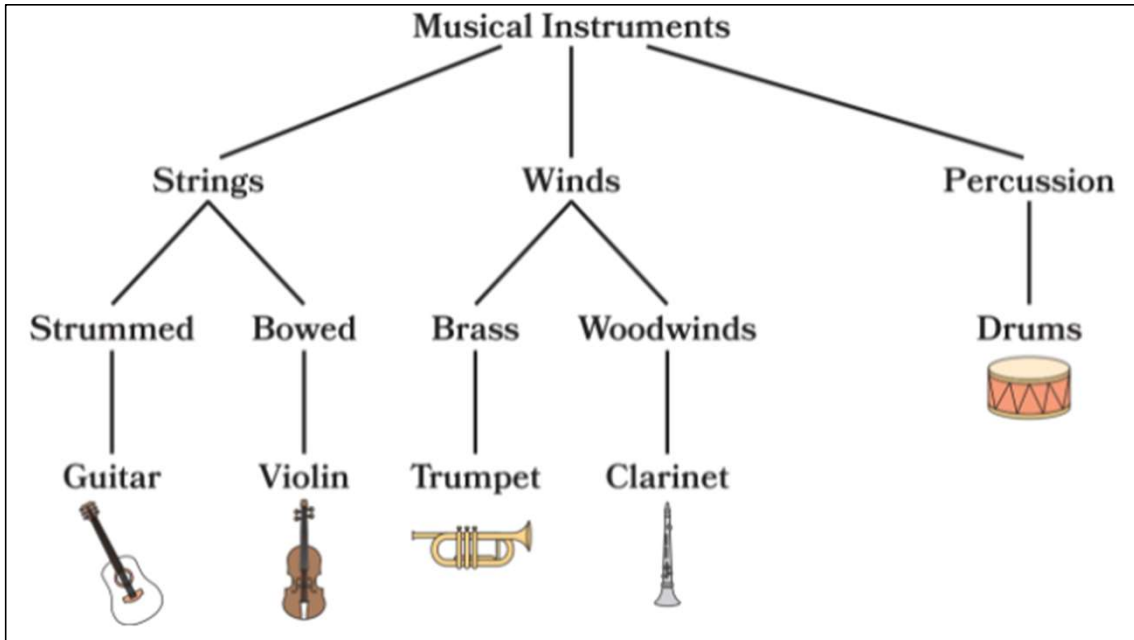 Musical Instruments
Strings Winds Percussion
Strummed Bowed Brass Woodwinds Drums
Guitar Violin Trumpet Clarinet